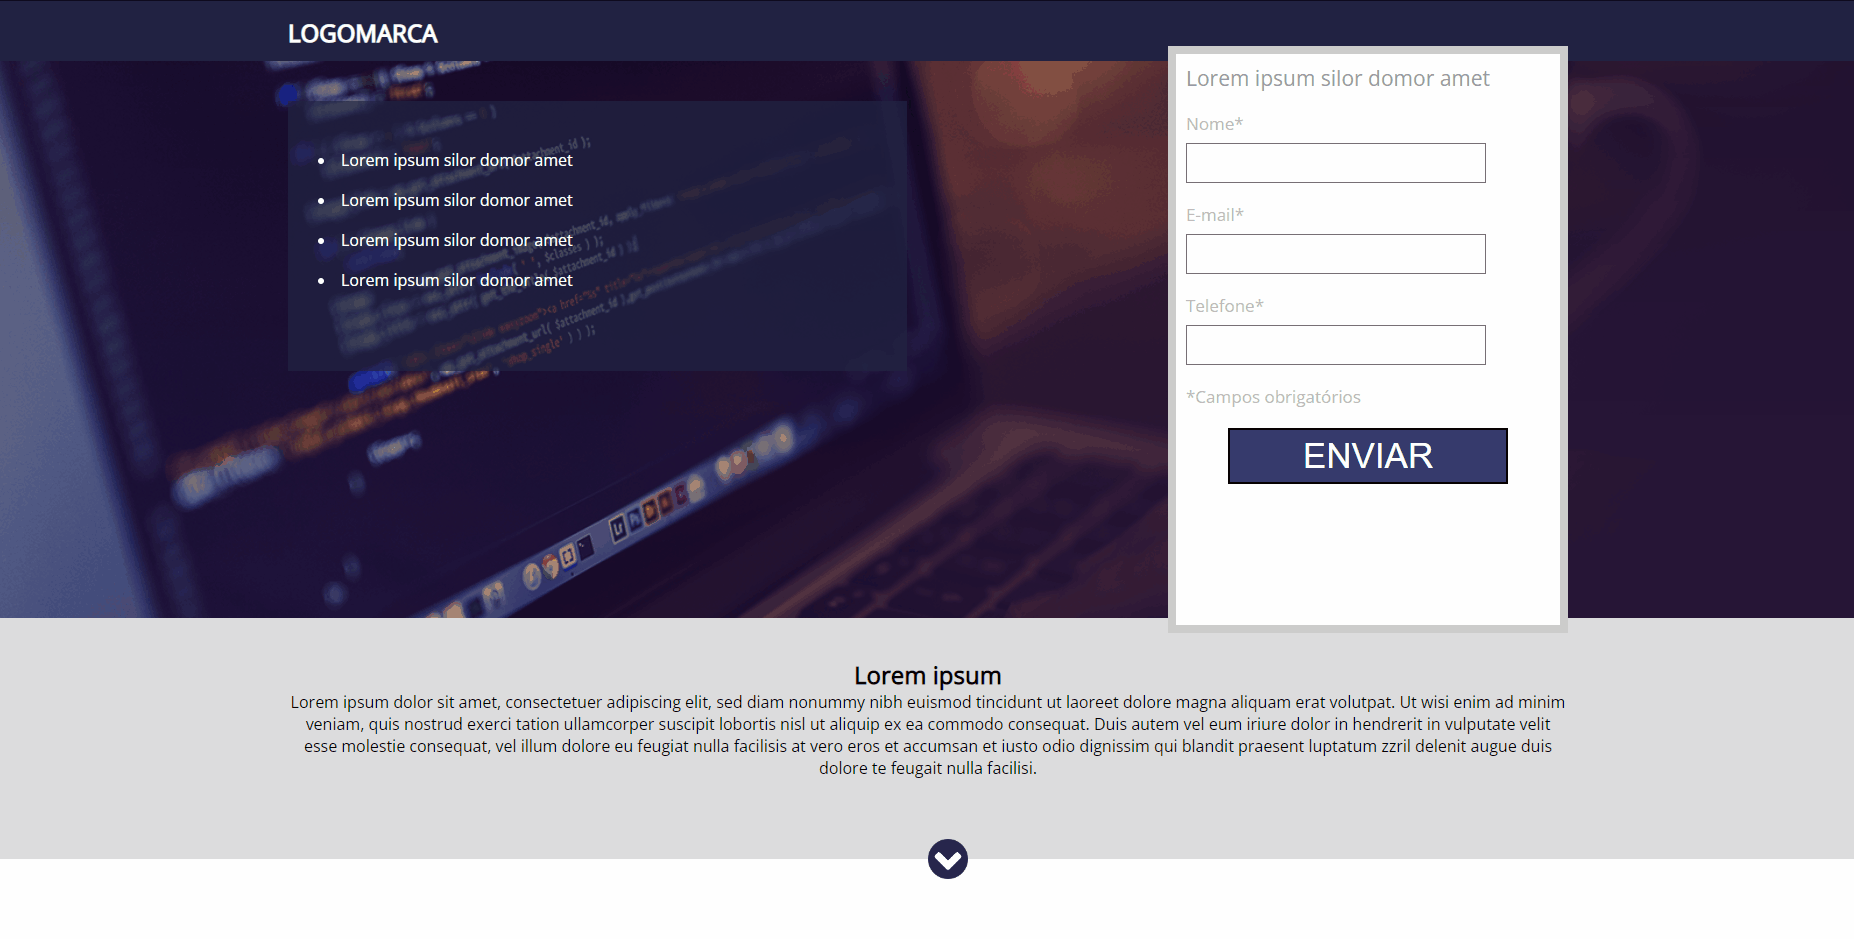 LOGOMARCA
Lorem ipsum silor domor amet
Lorem ipsum silor domor amet
Lorem ipsum silor domor amet
Lorem ipsum silor domor amet
Lorem ipsum silor domor amet
Nome*
E-mail*
Telefone*
*Campos obrigatórios
ENVIAR
Lorem ipsum
Lorem ipsum dolor sit amet, consectetuer adipiscing elit, sed diam nonummy nibh euismod tincidunt ut laoreet dolore magna aliquam erat volutpat. Ut wisi enim ad minim
veniam, quis nostrud exerci tation ullamcorper suscipit lobortis nisl ut aliquip ex ea commodo consequat. Duis autem vel eum iriure dolor in hendrerit in vulputate velit
esse molestie consequat, vel illum dolore eu feugiat nulla facilisis at vero eros et accumsan et iusto odio dignissim qui blandit praesent luptatum zzril delenit augue duis
dolore te feugait nulla facilisi.